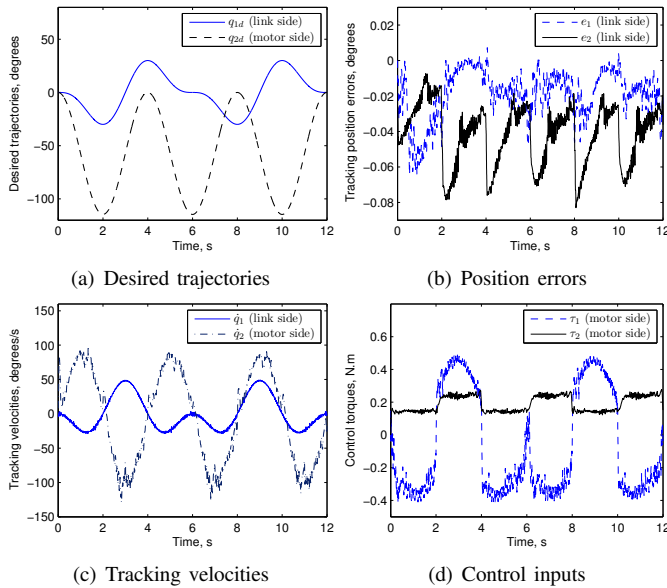 q1d (link side)
q2d (motor side)
Desired trajectories, degrees
50
0
−50
−100
0 2 4 6 8 10 12
Time, s
(a) Desired trajectories
e1 (link side)
e2 (link side)
Tracking position errors, degrees
0.02
0
−0.02
−0.04
−0.06
−0.08
0 2 4 6 8 10 12
Time, s
(b) Position errors
q̇1 (link side)
q̇2 (motor side)
Tracking velocities, degrees/s
150
100
50
0
−50
−100
−150
0 2 4 6 8 10 12
Time, s
(c) Tracking velocities
τ1 (motor side)
τ2 (motor side)
Control torques, N.m
0.6
0.4
0.2
0
−0.2
−0.4
0 2 4 6 8 10 12
Time, s
(d) Control inputs